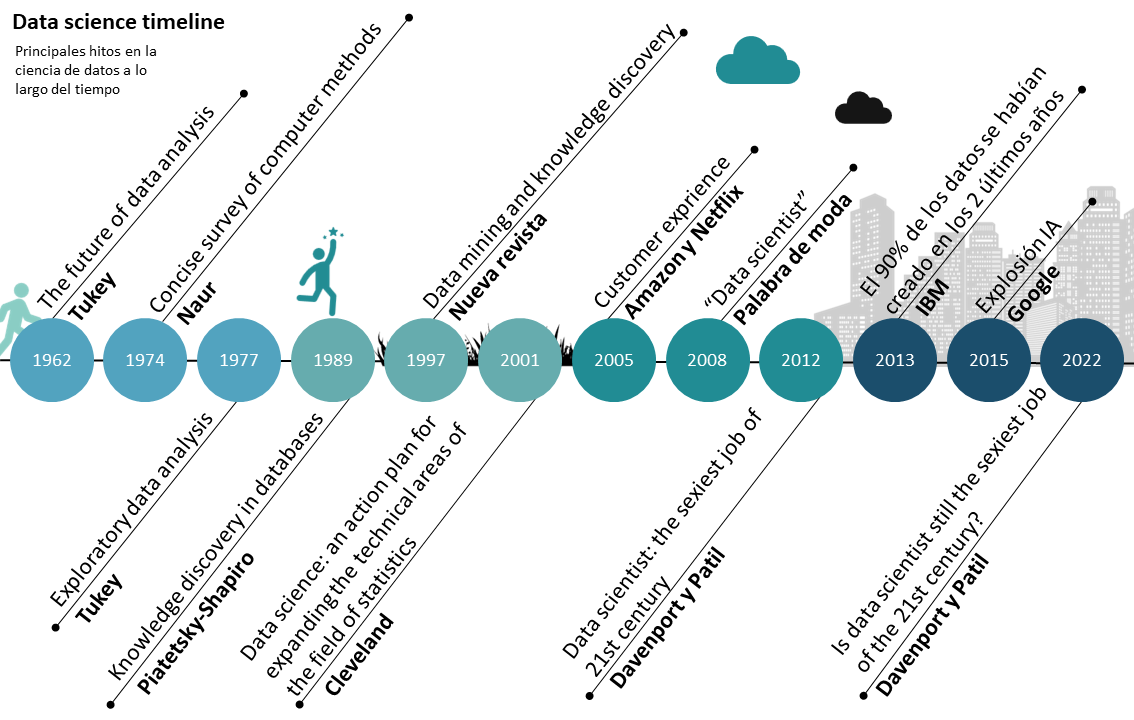 Data science timeline
Principales hitos en la
ciencia de datos a lo
largo del tiempo
The future of data analysis
Tukey
Concise survey of computer methods
Naur
Data mining and knowledge discovery
Nueva revista
Customer exprience
Amazon y Netflix
“Data scientist”
Palabra de moda
El 90% de los datos se habían
creado en los 2 últimos años
IBM
Explosión IA
Google
1962
1974
1977
1989
1997
2001
2005
2008
2012
2013
2015
2022
Exploratory data analysis
Tukey
Knowledge discovery in databases
Piatetsky-Shapiro
Data science: an action plan for
expanding the technical areas of
the field of statistics
Cleveland
Data scientist: the sexiest job of
21st century
Davenport y Patil
Is data scientist still the sexiest job
of the 21st century?
Davenport y Patil